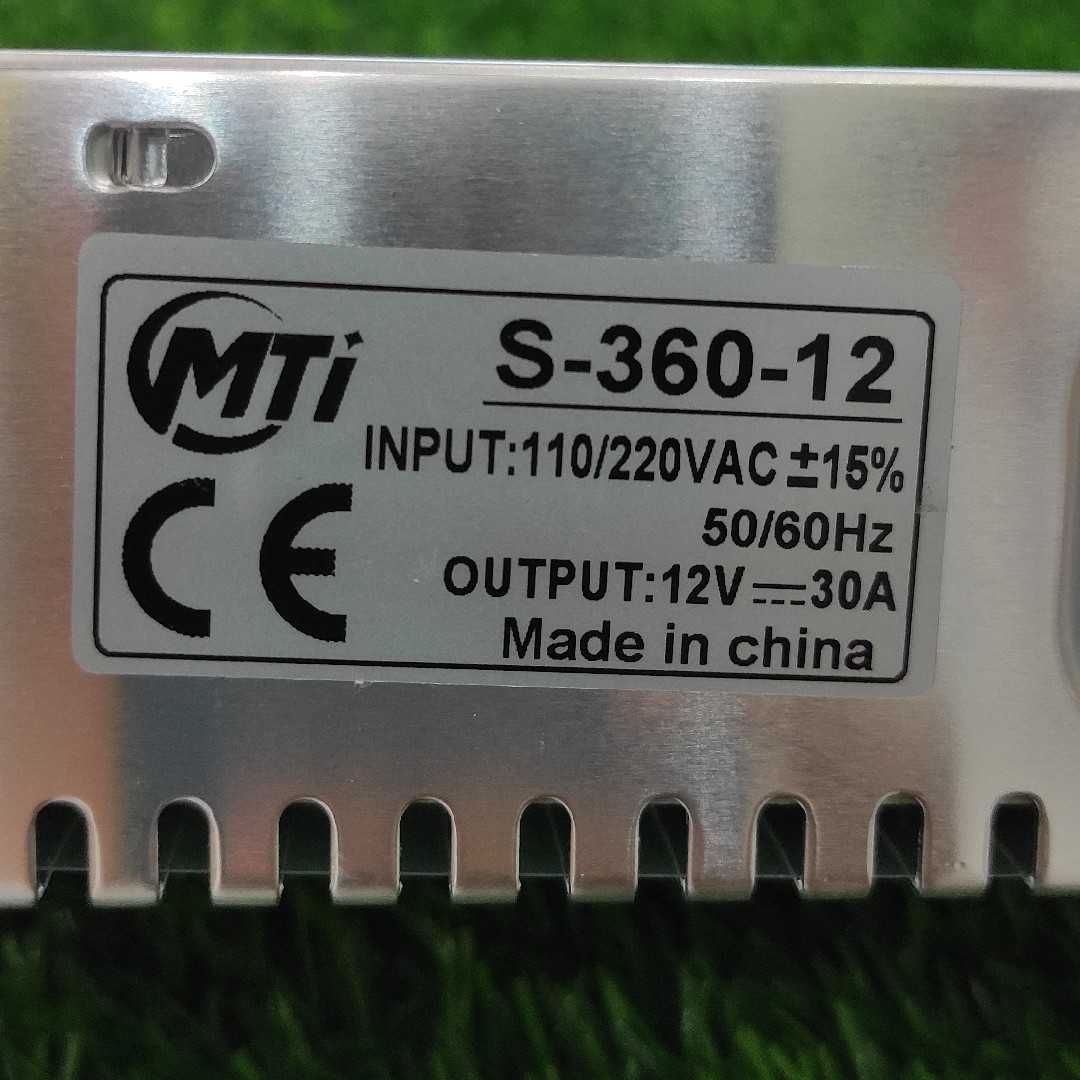 MTi
S-360-12
INPUT:110/220VAC ±15%
50/60Hz
CE
OUTPUT:12V⎓30A
Made in china